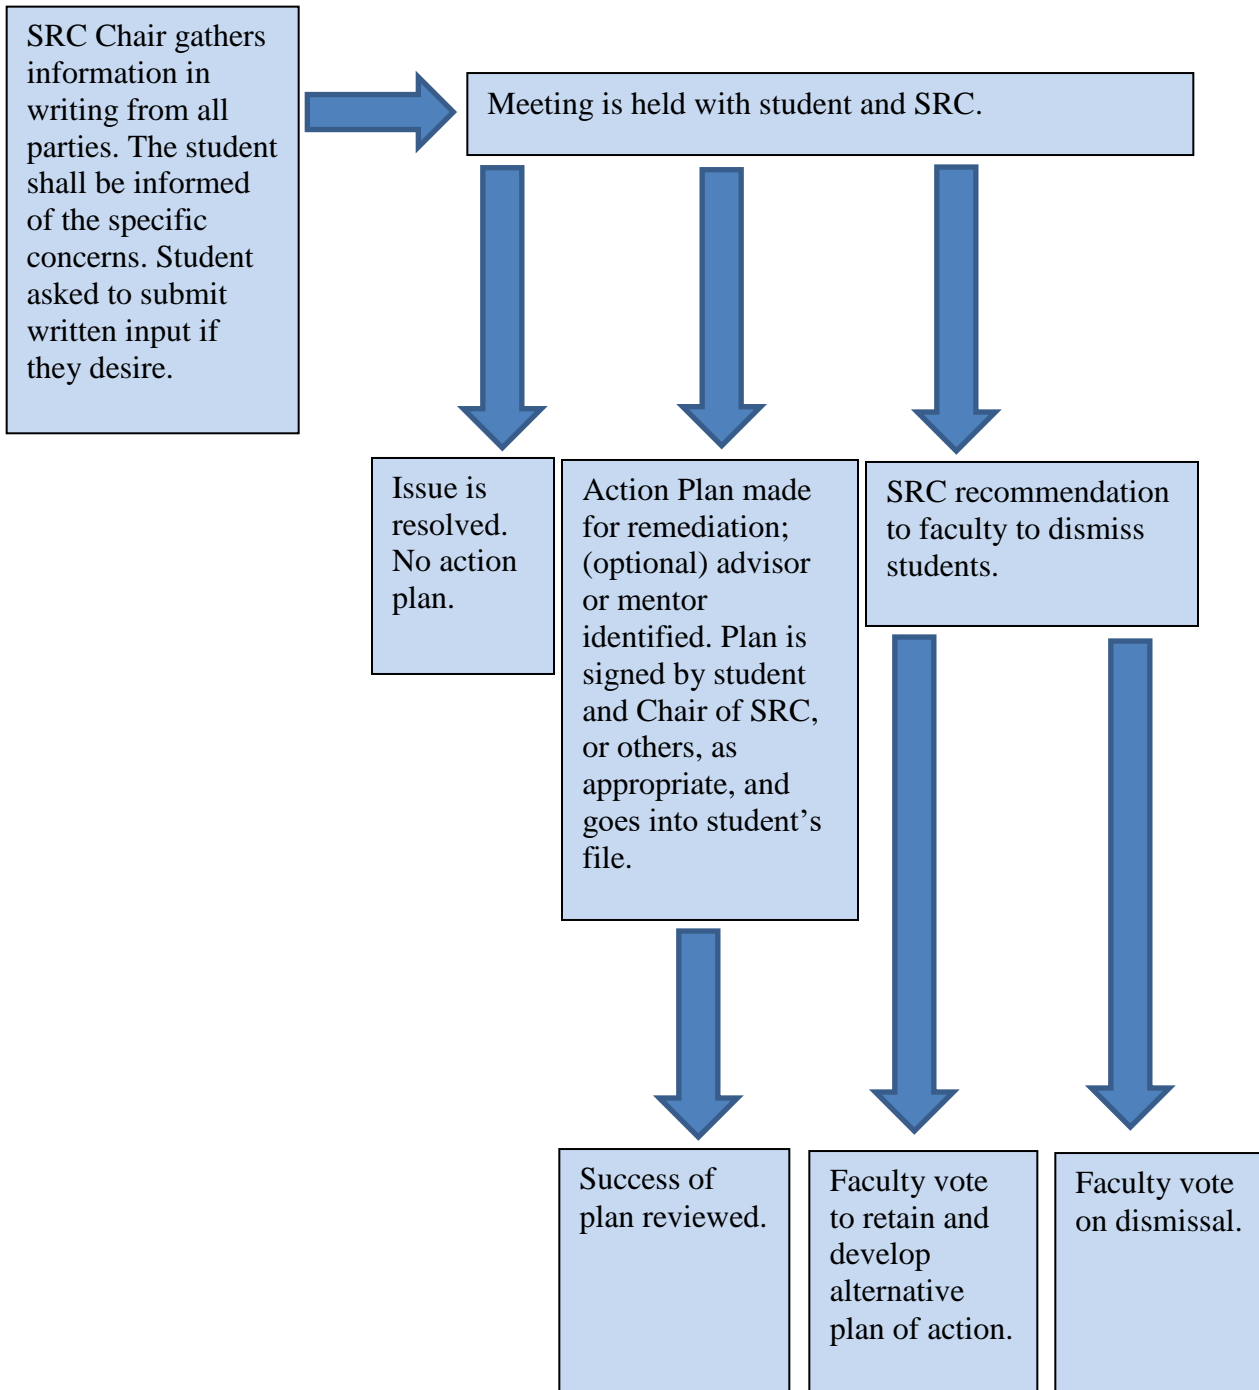 SRC Chair gathers
information in
writing from all
parties. The student
shall be informed
of the specific
concerns. Student
asked to submit
written input if
they desire.
Meeting is held with student and SRC.
Issue is
resolved.
No action
plan.
Action Plan made
for remediation;
(optional) advisor
or mentor
identified. Plan is
signed by student
and Chair of SRC,
or others, as
appropriate, and
goes into student’s
file.
SRC recommendation
to faculty to dismiss
students.
Success of
plan reviewed.
Faculty vote
to retain and
develop
alternative
plan of action.
Faculty vote
on dismissal.